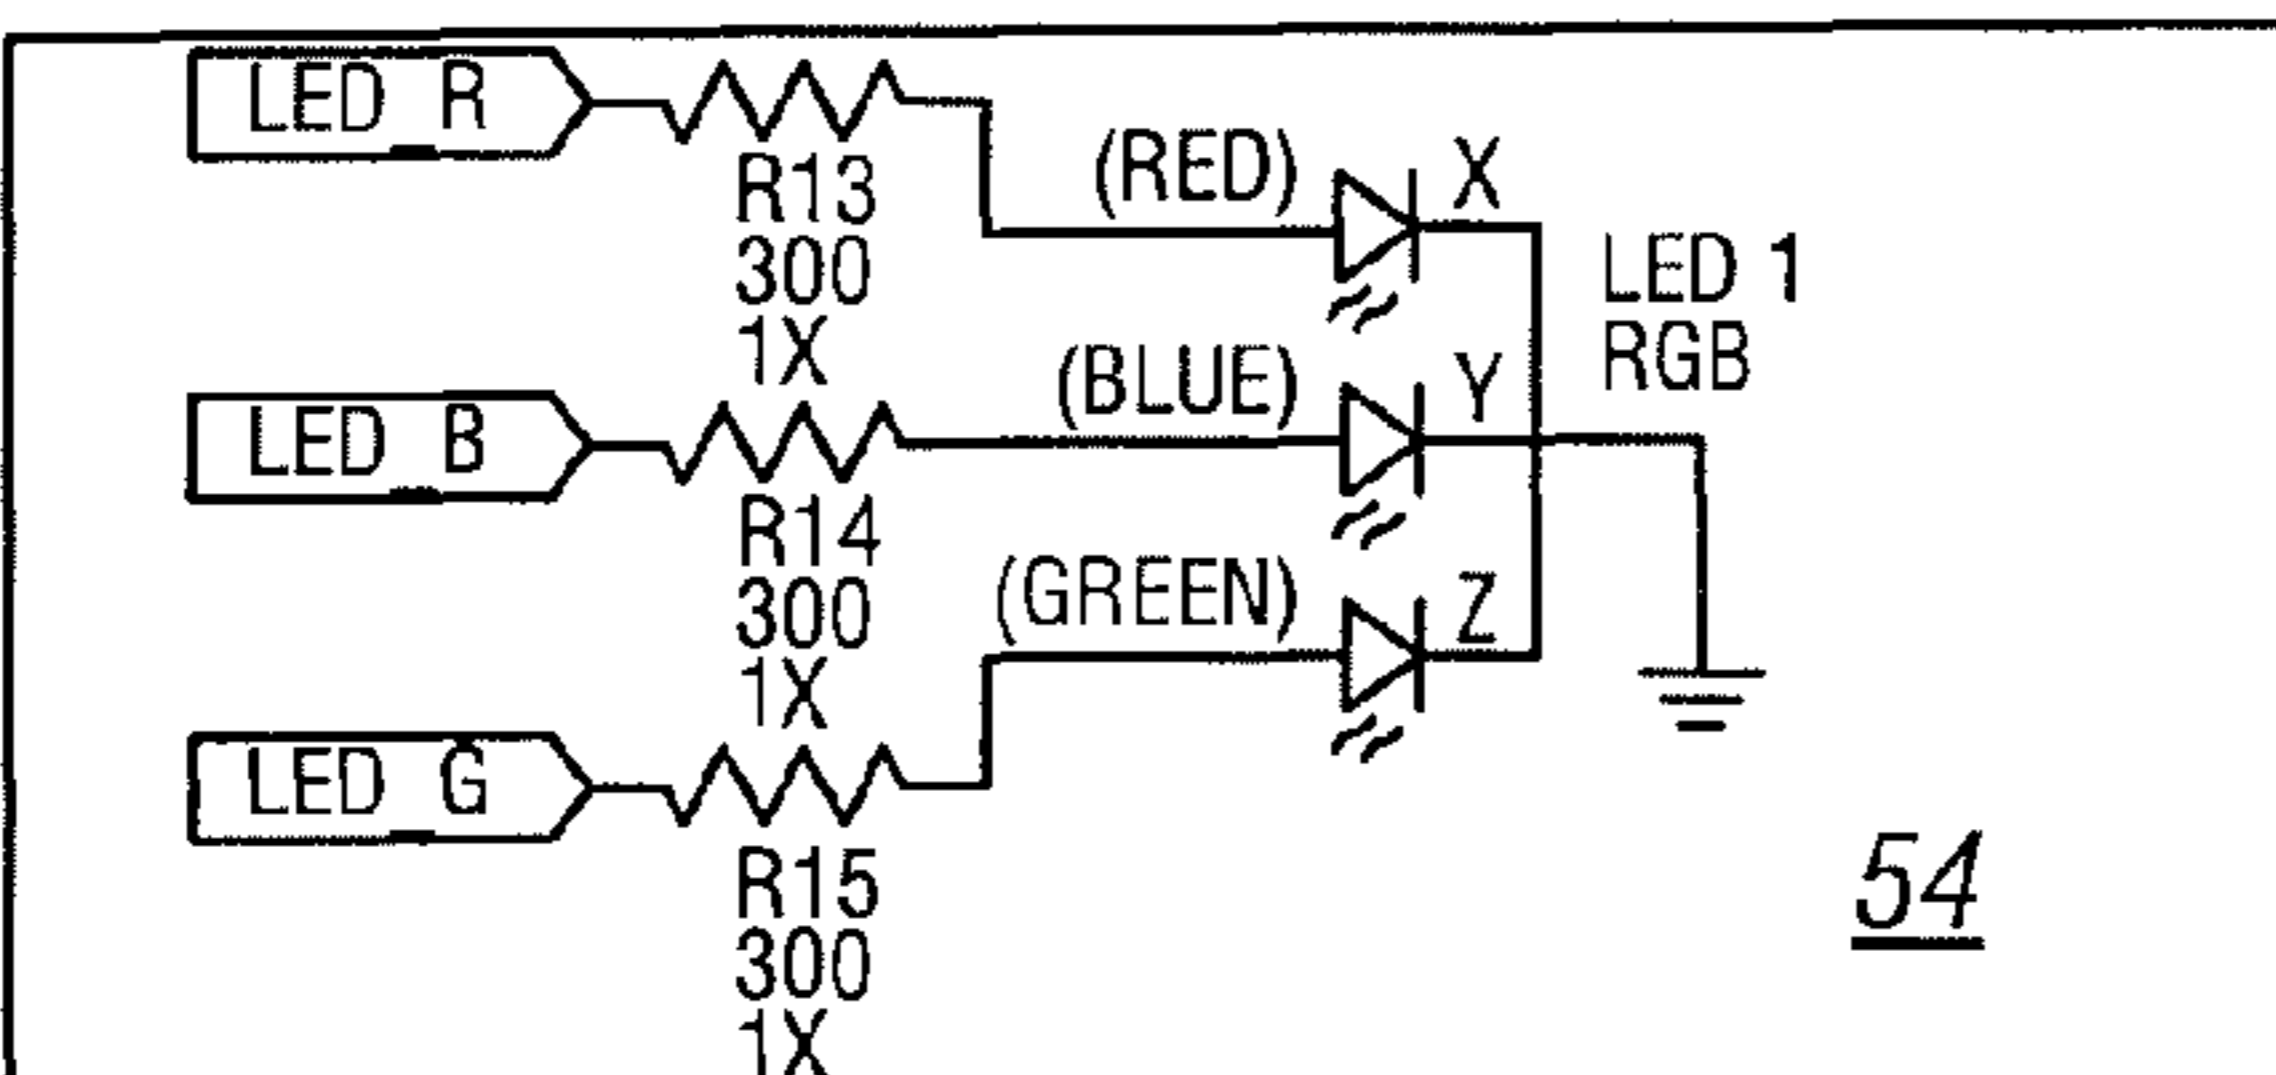 LED R
R13
300
1X
(RED)
X
LED 1
RGB
LED B
R14
300
1X
(BLUE)
Y
(GREEN)
Z
LED G
R15
300
1X
54